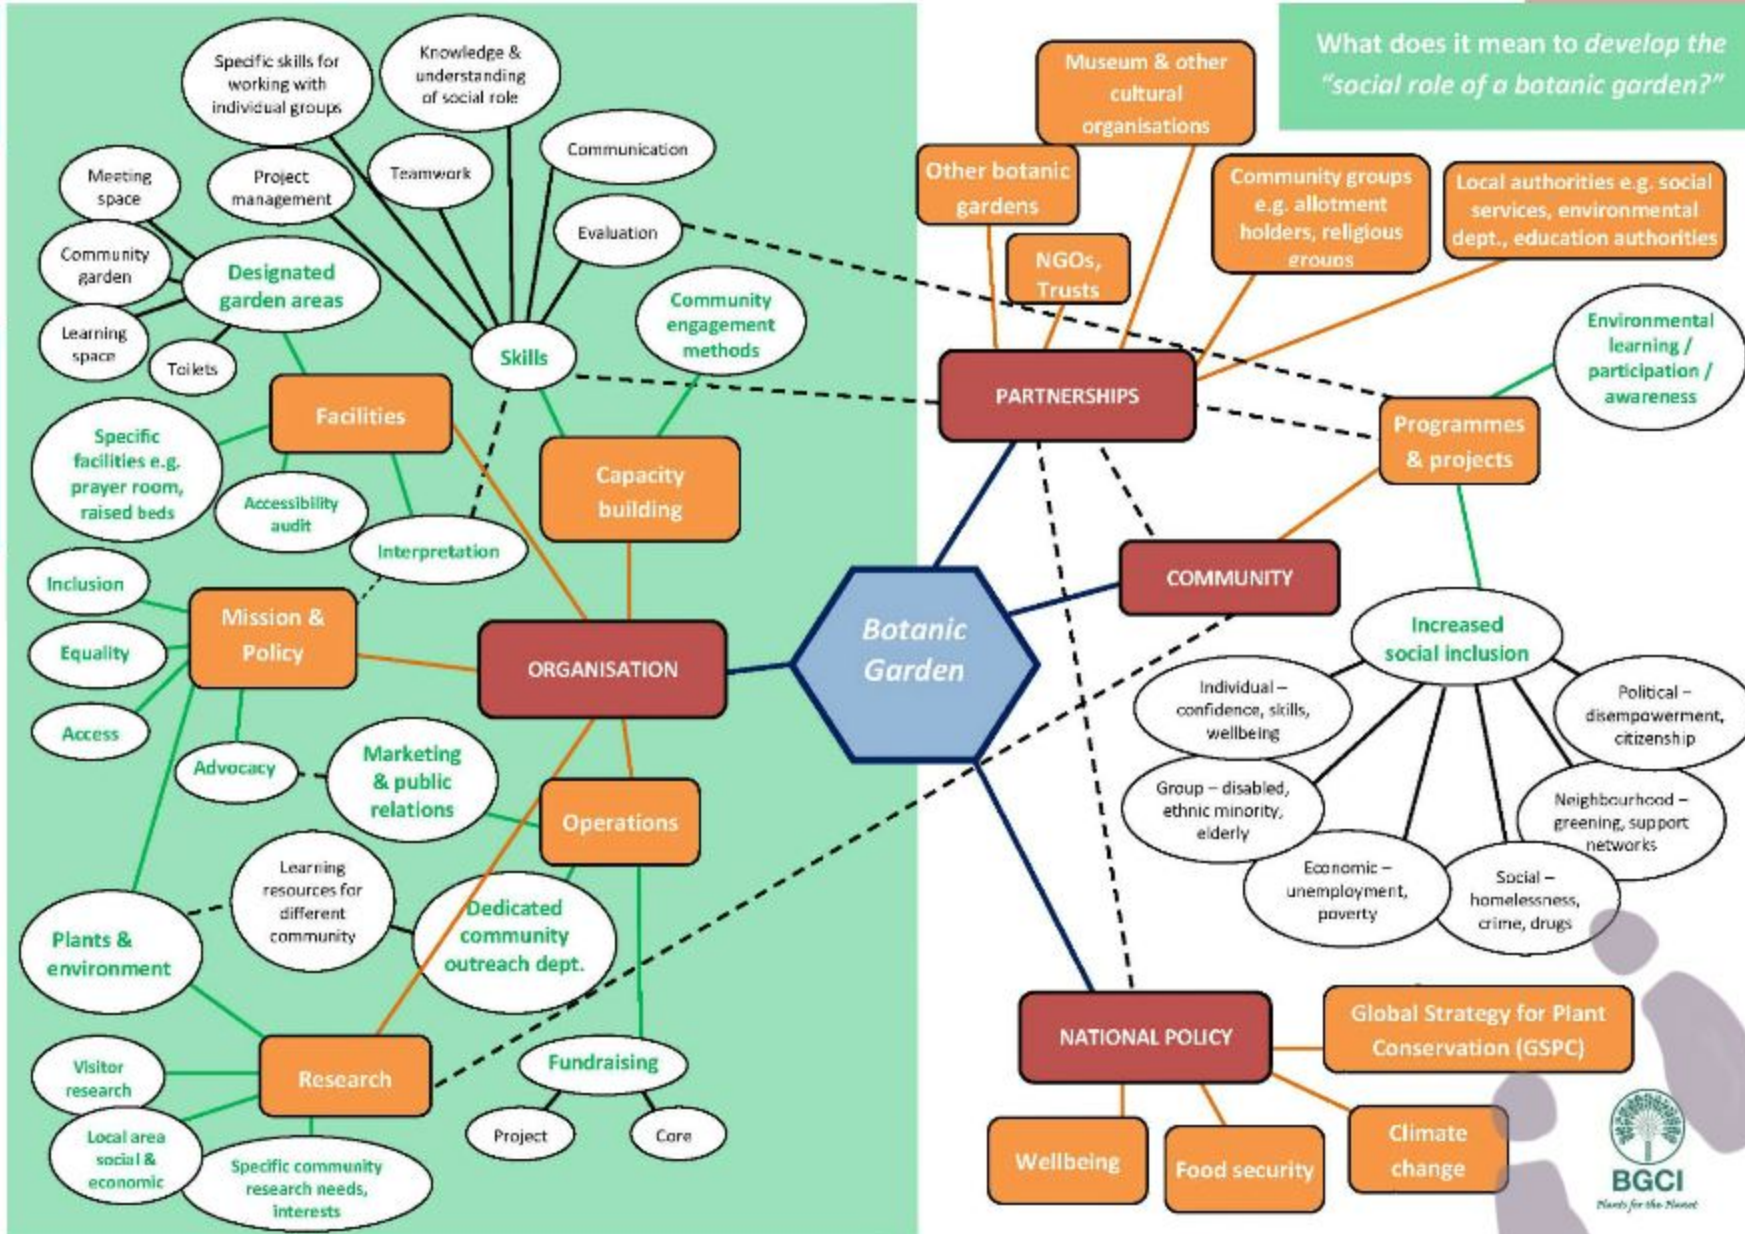 What does it mean to develop the
"social role of a botanic garden?"
Specific skills for
working with
individual groups
Knowledge &
understanding
of social role
Communication
Meeting
space
Project
management
Teamwork
Evaluation
Community
garden
Designated
garden areas
Learning
space
Toilets
Skills
Community
engagement
methods
Facilities
Specific
facilities e.g.
prayer room,
raised beds
Accessibility
audit
Interpretation
Capacity
building
Inclusion
Equality
Access
Mission &
Policy
Advocacy
ORGANISATION
Marketing
& public
relations
Operations
Learning
resources for
different
community
Dedicated
community
outreach dept.
Plants &
environment
Visitor
research
Research
Local area
social &
economic
Specific community
research needs,
interests
Fundraising
Project
Core
Botanic
Garden
Museum & other
cultural
organisations
Other botanic
gardens
NGOs,
Trusts
Community groups
e.g. allotment
holders, religious
groups
Local authorities e.g. social
services, environmental
dept., education authorities
PARTNERSHIPS
Environmental
learning /
participation /
awareness
Programmes
& projects
COMMUNITY
Increased
social inclusion
Individual –
confidence, skills,
wellbeing
Political –
disempowerment,
citizenship
Group – disabled,
ethnic minority,
elderly
Neighbourhood –
greening, support
networks
Economic –
unemployment,
poverty
Social –
homelessness,
crime, drugs
NATIONAL POLICY
Global Strategy for Plant
Conservation (GSPC)
Wellbeing
Food security
Climate
change
BGCI
Plants for the Planet